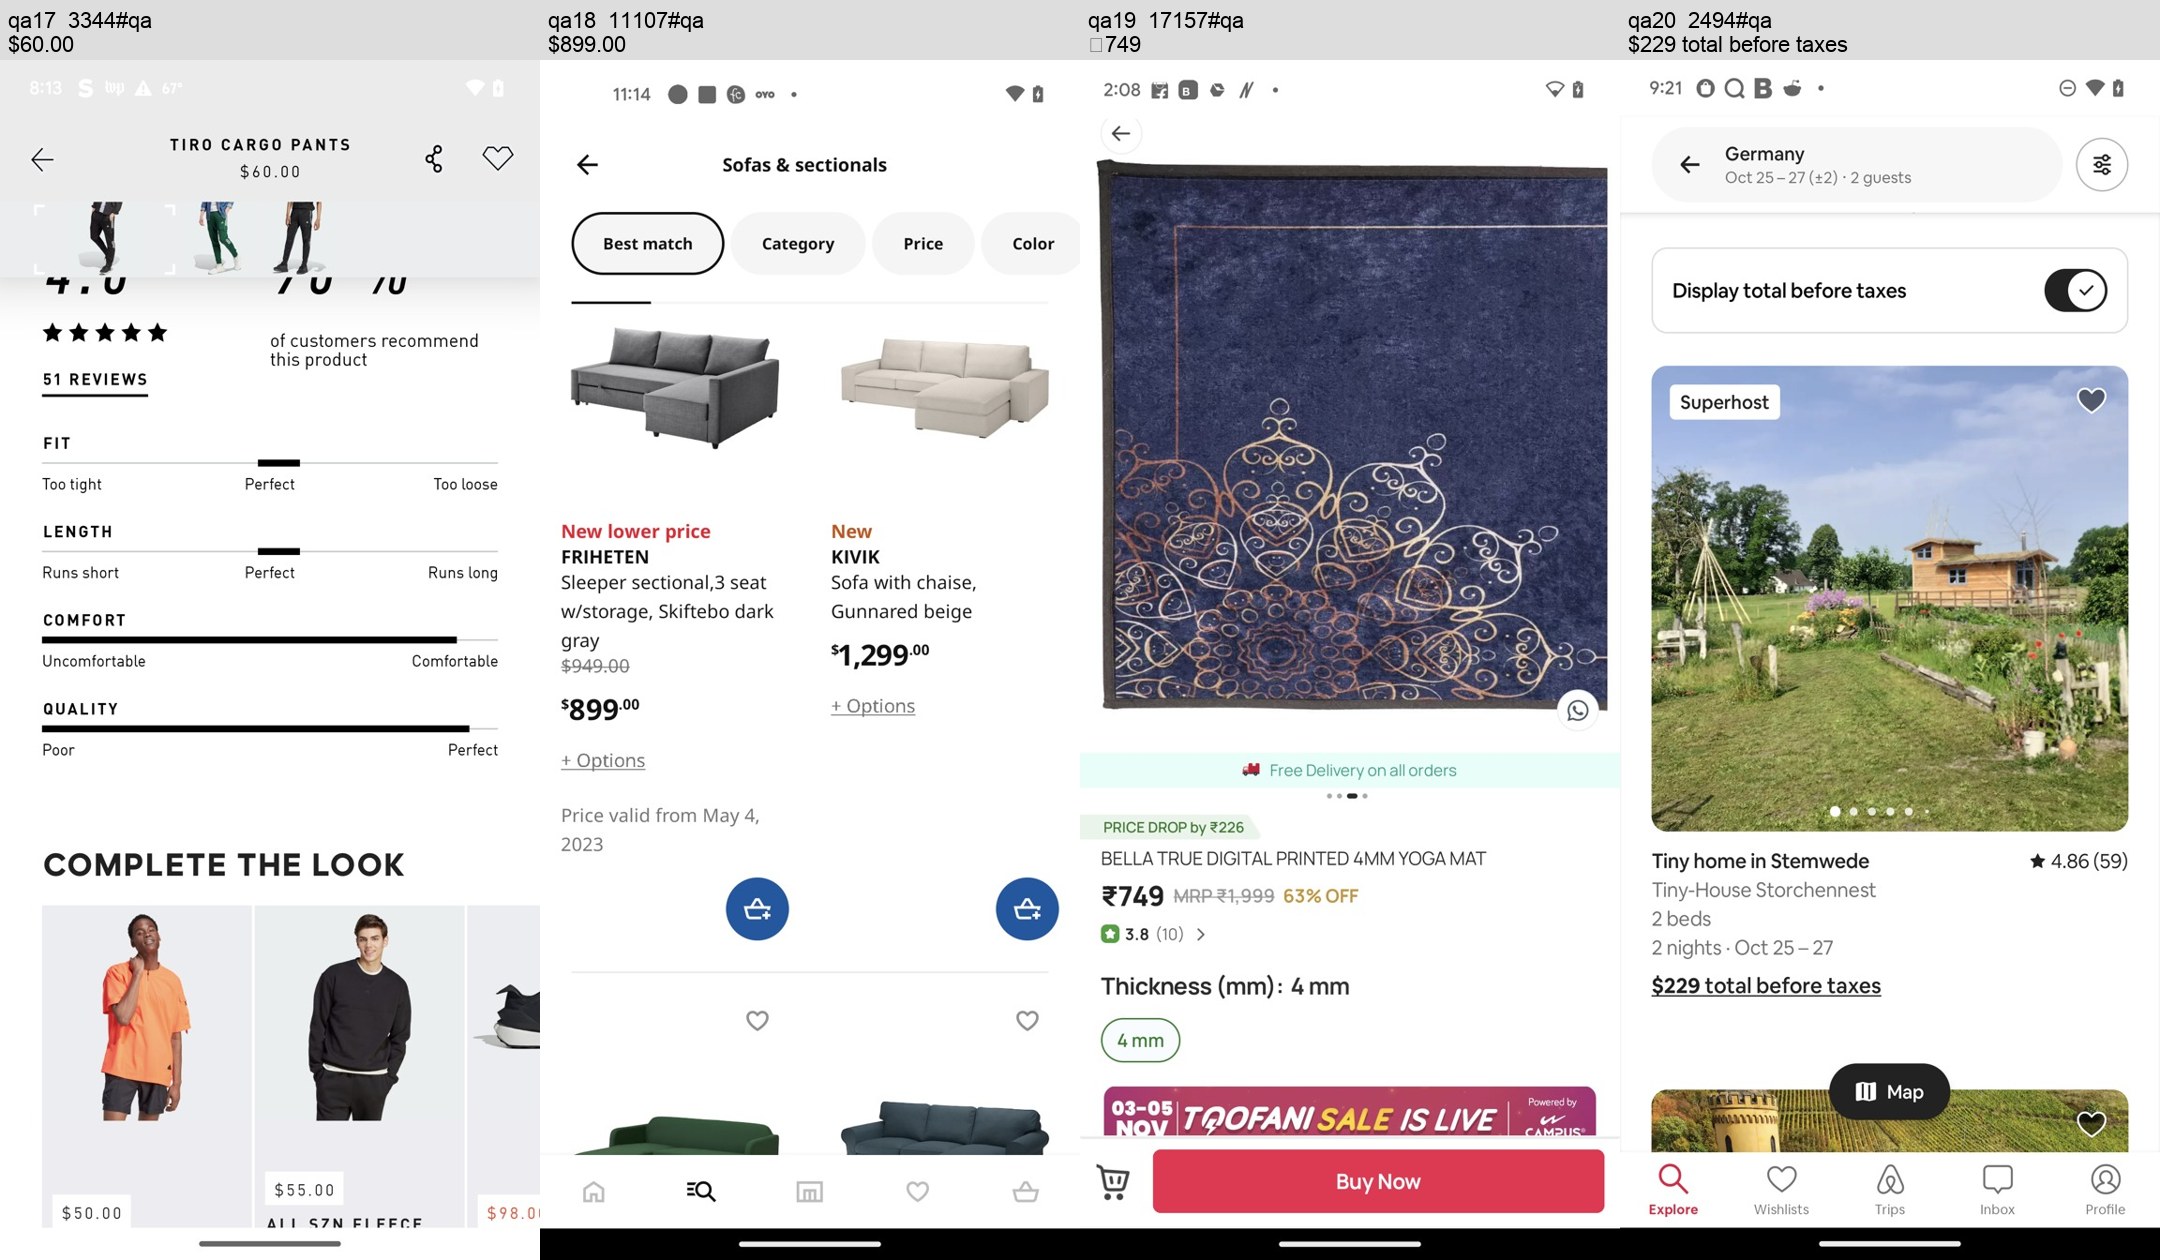 qa17 3344#qa
$60.00
8:13 S tvp 67°
TIRO CARGO PANTS
$60.00
of customers recommend
this product
51 REVIEWS
FIT
Too tight Perfect Too loose
LENGTH
Runs short Perfect Runs long
COMFORT
Uncomfortable Comfortable
QUALITY
Poor Perfect
COMPLETE THE LOOK
$50.00
$55.00
ALL SZN FLEECE
qa18 11107#qa
$899.00
11:14 OYO
Sofas & sectionals
Best match Category Price Color
New lower price
FRIHETEN
Sleeper sectional,3 seat
w/storage, Skiftebo dark
gray
$949.00
$899.00
+ Options
Price valid from May 4,
2023
New
KIVIK
Sofa with chaise,
Gunnared beige
$1,299.00
+ Options
qa19 17157#qa
□749
2:08
Free Delivery on all orders
PRICE DROP by ₹226
BELLA TRUE DIGITAL PRINTED 4MM YOGA MAT
₹749 MRP ₹1,999 63% OFF
3.8 (10)
Thickness (mm): 4 mm
4 mm
03-05
NOV
TOOFANI SALE IS LIVE
Powered by
CAMPUS
Buy Now
qa20 2494#qa
$229 total before taxes
9:21
Germany
Oct 25 – 27 (±2) · 2 guests
Display total before taxes
Superhost
Tiny home in Stemwede 4.86 (59)
Tiny-House Storchennest
2 beds
2 nights · Oct 25 – 27
$229 total before taxes
Map
Explore Wishlists Trips Inbox Profile